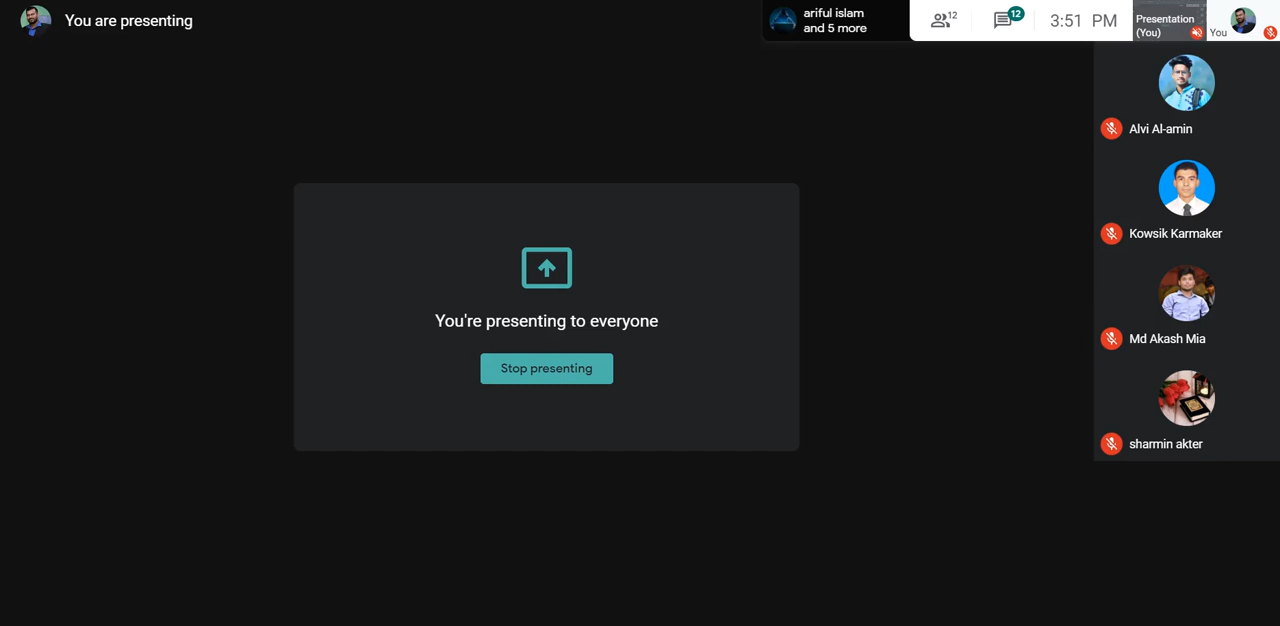 You are presenting
ariful islam
and 5 more
12
12
3:51 PM
Presentation
(You)
You
Alvi Al-amin
Kowsik Karmaker
Md Akash Mia
sharmin akter
You're presenting to everyone
Stop presenting